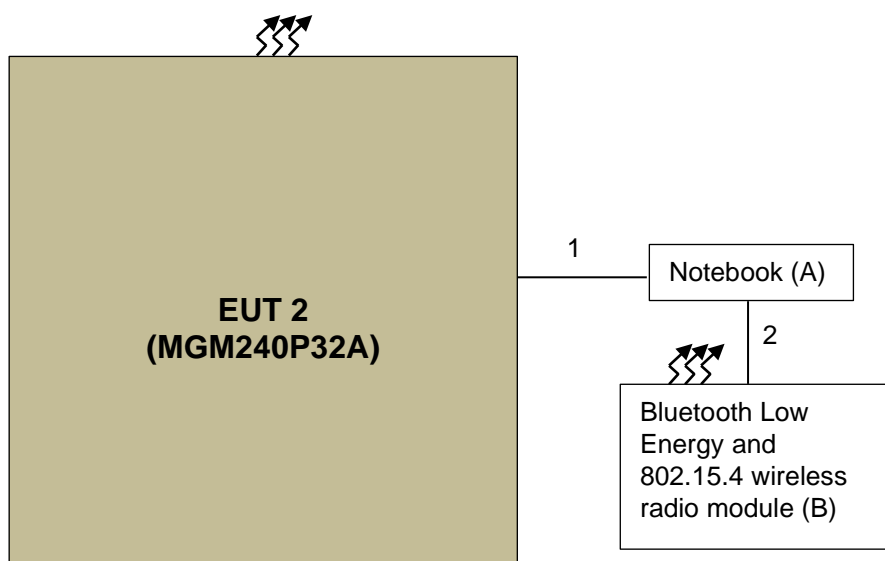 EUT 2
(MGM240P32A)
1
Notebook (A)
2
Bluetooth Low
Energy and
802.15.4 wireless
radio module (B)